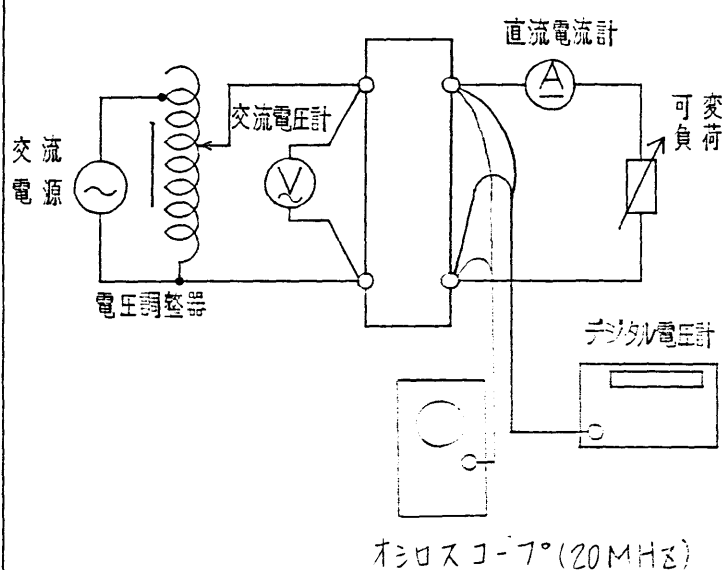 直流電流計
A
可変
負荷
交流電圧計
V
交流
電源
電圧調整器
デジタル電圧計
オシロスコープ(20MHz)